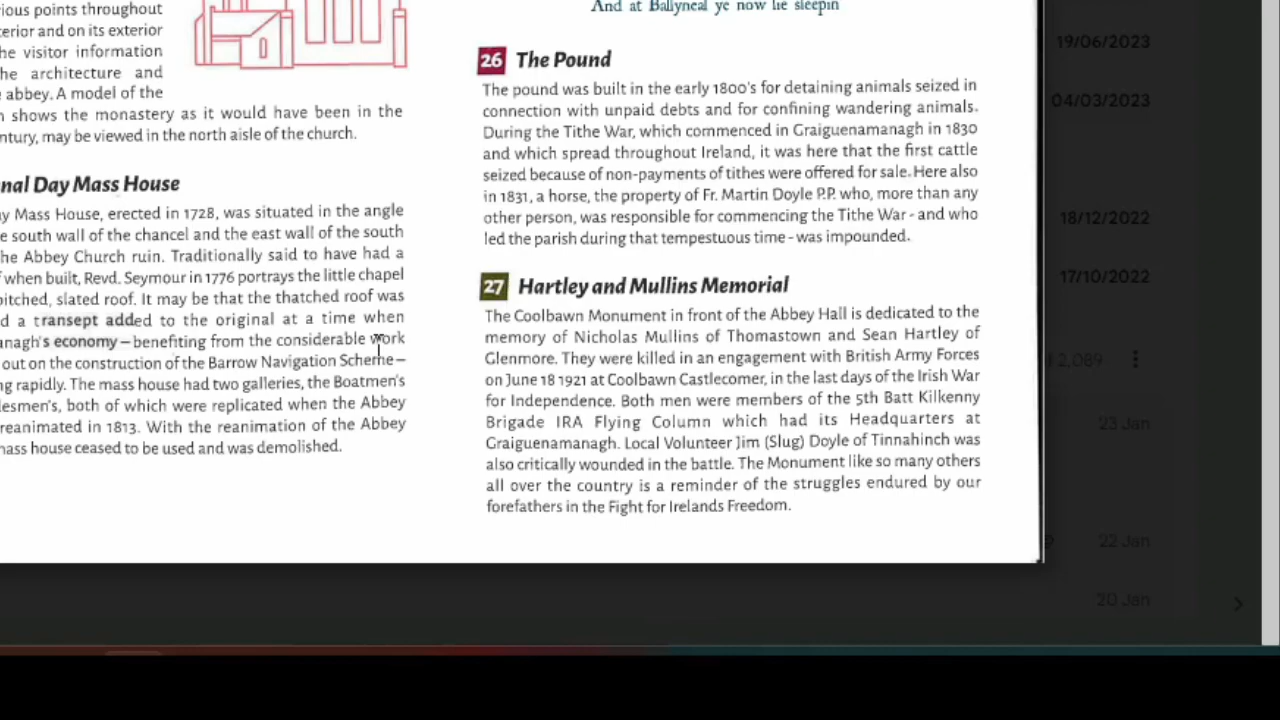 ious points throughout
terior and on its exterior
he visitor information
he architecture and
abbey. A model of the
shows the monastery as it would have been in the
ntury, may be viewed in the north aisle of the church.
nal Day Mass House
y Mass House, erected in 1728, was situated in the angle
e south wall of the chancel and the east wall of the south
he Abbey Church ruin. Traditionally said to have had a
f when built, Revd. Seymour in 1776 portrays the little chapel
pitched, slated roof. It may be that the thatched roof was
d a transept added to the original at a time when
anagh's economy – benefiting from the considerable work
out on the construction of the Barrow Navigation Scheme –
ng rapidly. The mass house had two galleries, the Boatmen's
desmen's, both of which were replicated when the Abbey
reanimated in 1813. With the reanimation of the Abbey
mass house ceased to be used and was demolished.
And at Ballyneal ye now lie sleepin
26 The Pound
The pound was built in the early 1800's for detaining animals seized in
connection with unpaid debts and for confining wandering animals.
During the Tithe War, which commenced in Graiguenamanagh in 1830
and which spread throughout Ireland, it was here that the first cattle
seized because of non-payments of tithes were offered for sale. Here also
in 1831, a horse, the property of Fr. Martin Doyle P.P. who, more than any
other person, was responsible for commencing the Tithe War - and who
led the parish during that tempestuous time - was impounded.
27 Hartley and Mullins Memorial
The Coolbawn Monument in front of the Abbey Hall is dedicated to the
memory of Nicholas Mullins of Thomastown and Sean Hartley of
Glenmore. They were killed in an engagement with British Army Forces
on June 18 1921 at Coolbawn Castlecomer, in the last days of the Irish War
for Independence. Both men were members of the 5th Batt Kilkenny
Brigade IRA Flying Column which had its Headquarters at
Graiguenamanagh. Local Volunteer Jim (Slug) Doyle of Tinnahinch was
also critically wounded in the battle. The Monument like so many others
all over the country is a reminder of the struggles endured by our
forefathers in the Fight for Irelands Freedom.
19/06/2023
04/03/2023
18/12/2022
17/10/2022
2,089
23 Jan
22 Jan
20 Jan